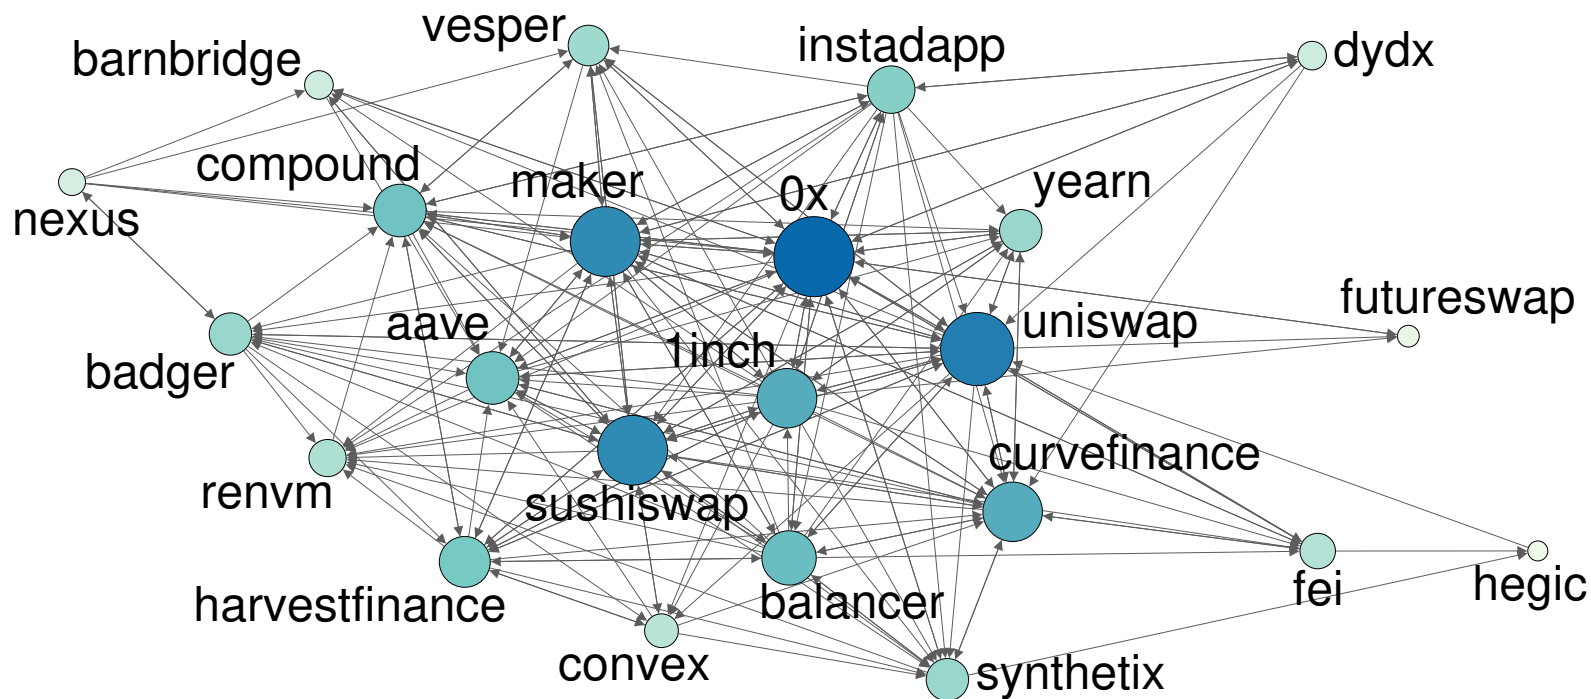 vesper
instadapp
dydx
barnbridge
compound
maker
0x
yearn
nexus
futureswap
aave
1inch
uniswap
badger
curvefinance
renvm
sushiswap
harvestfinance
balancer
fei
hegic
convex
synthetix